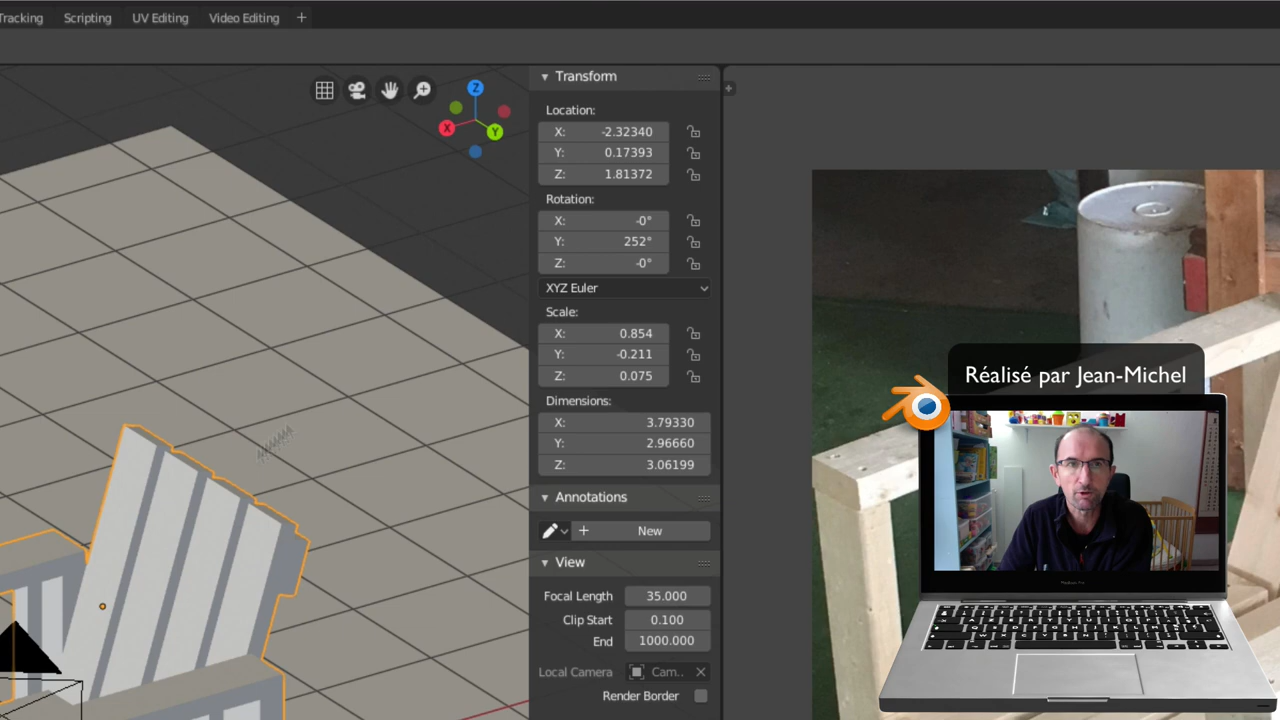 Tracking
Scripting
UV Editing
Video Editing
+
Transform
Location:
X: -2.32340
Y: 0.17393
Z: 1.81372
Rotation:
X: -0°
Y: 252°
Z: -0°
XYZ Euler
Scale:
X: 0.854
Y: -0.211
Z: 0.075
Dimensions:
X: 3.79330
Y: 2.96660
Z: 3.06199
Annotations
+ New
View
Focal Length 35.000
Clip Start 0.100
End 1000.000
Local Camera Cam..
Render Border
Z
X
Y
Réalisé par Jean-Michel